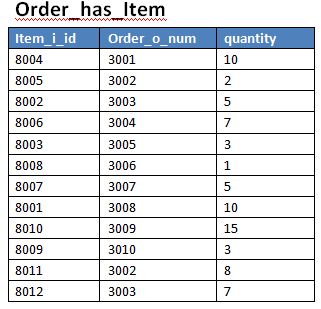 Order_has_Item
Item_i_id Order_o_num quantity
8004 3001 10
8005 3002 2
8002 3003 5
8006 3004 7
8003 3005 3
8008 3006 1
8007 3007 5
8001 3008 10
8010 3009 15
8009 3010 3
8011 3002 8
8012 3003 7